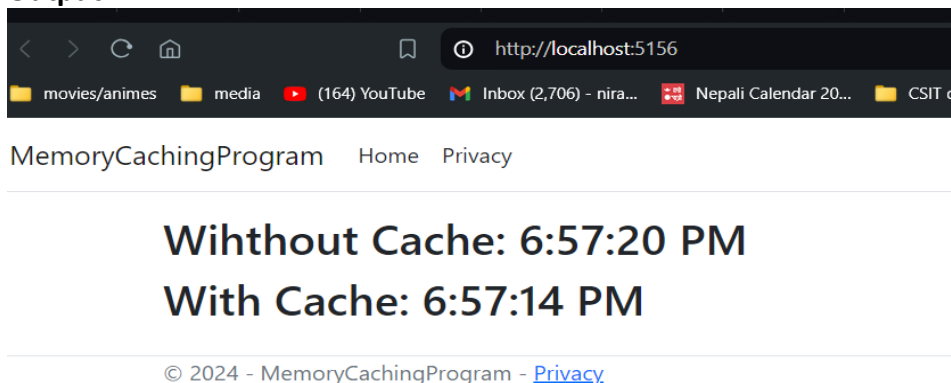 http://localhost:5156
movies/animes media (164) YouTube Inbox (2,706) - nira... Nepali Calendar 20... CSIT
MemoryCachingProgram Home Privacy
Wihthout Cache: 6:57:20 PM
With Cache: 6:57:14 PM
© 2024 - MemoryCachingProgram - Privacy